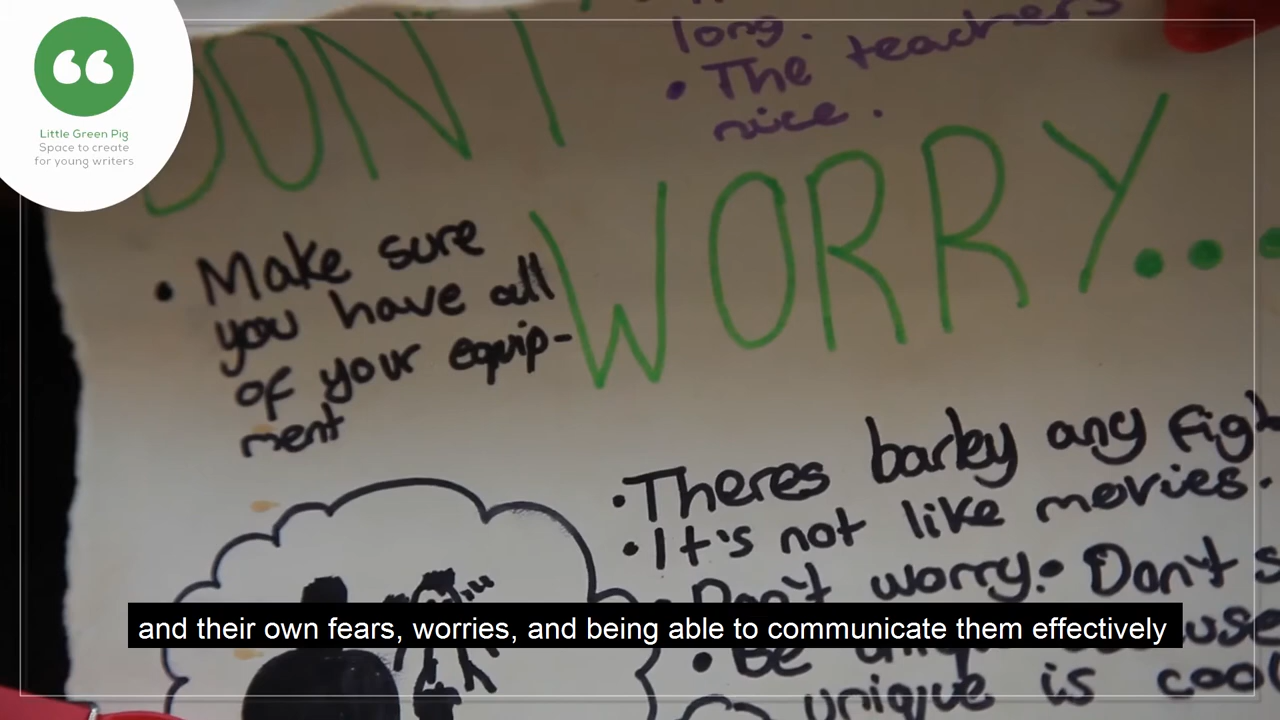 Little Green Pig
Space to create
for young writers
DON'T
long.
• The teachers
nice.
WORRY...
• Make sure
you have all
of your equip-
ment
• Theres barley any
• It's not like movies.
Don't worry. • Don't
• Be
unique is cool
and their own fears, worries, and being able to communicate them effectively